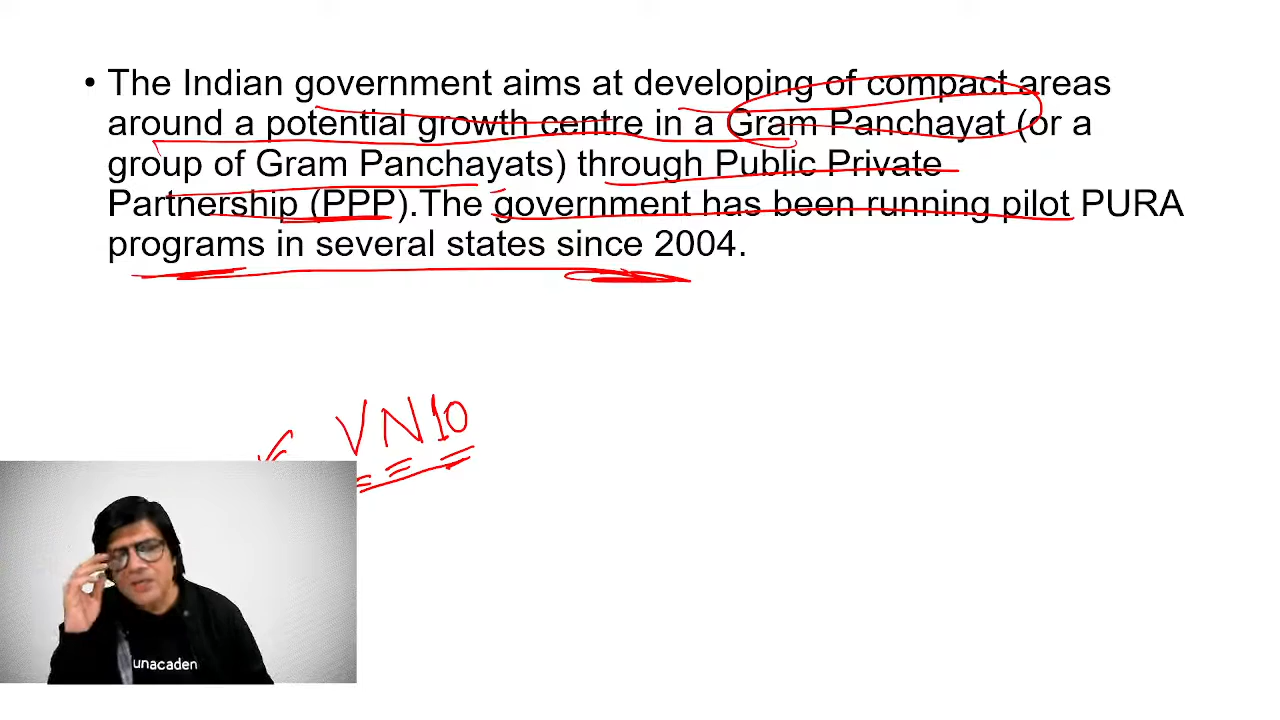 • The Indian government aims at developing of compact areas
around a potential growth centre in a Gram Panchayat (or a
group of Gram Panchayats) through Public Private
Partnership (PPP).The government has been running pilot PURA
programs in several states since 2004.
VN10
unacaden